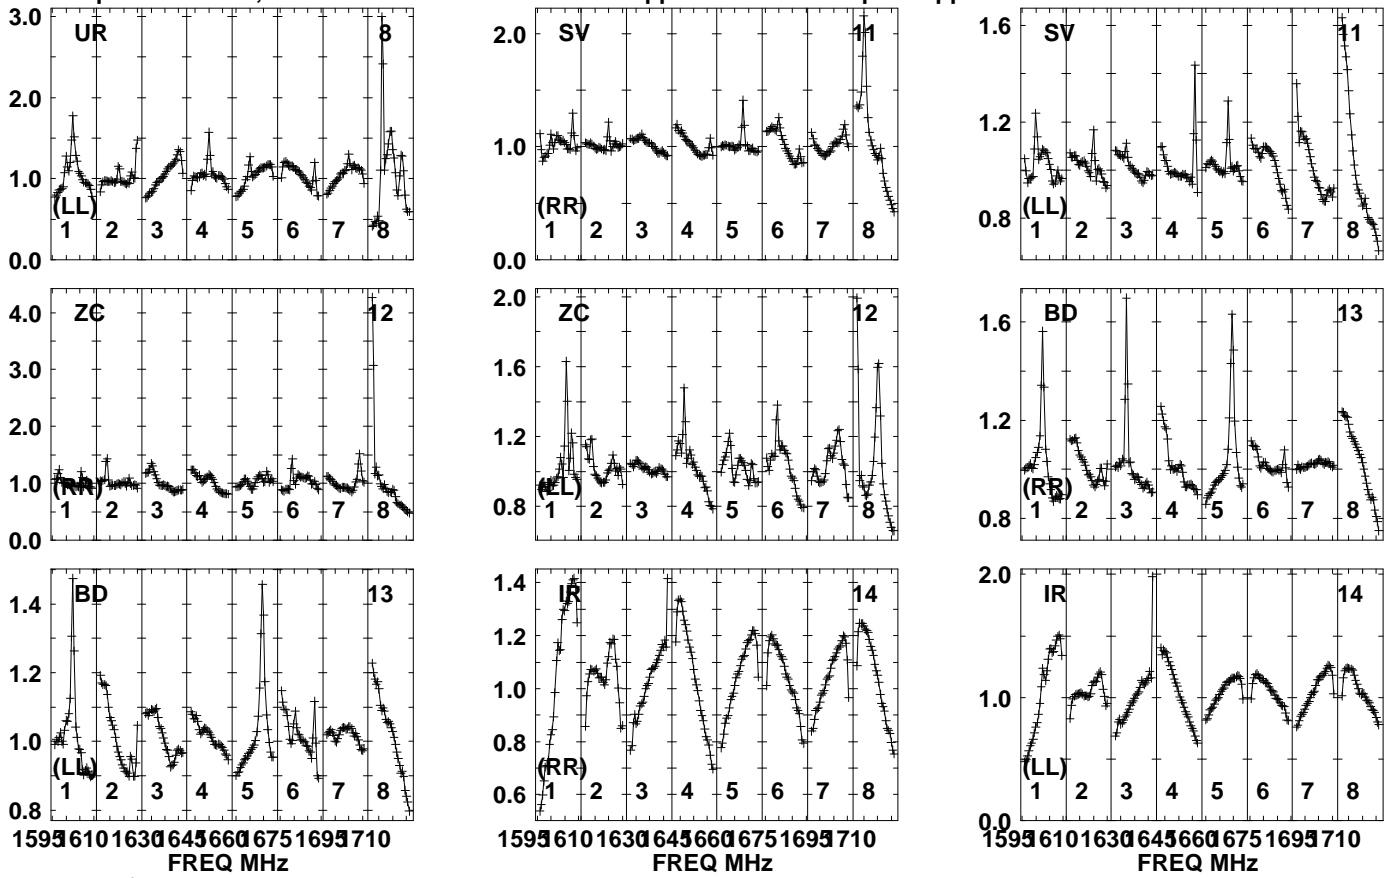 3.0 UR 8
2.0
1.0
(LL)
1 2 3 4 5 6 7 8
0.0
SV 11
2.0
1.0
(RR)
1 2 3 4 5 6 7 8
0.0
1.6 SV 11
1.2
(LL)
0.8
1 2 3 4 5 6 7 8
ZC 12
4.0
3.0
2.0
1.0
(RR)
1 2 3 4 5 6 7 8
0.0
2.0 ZC 12
1.6
1.2
(LL)
0.8
1 2 3 4 5 6 7 8
BD 13
1.6
1.2
(RR)
0.8
1 2 3 4 5 6 7 8
BD 13
1.4
1.2
1.0
(LL)
1 2 3 4 5 6 7 8
0.8
1.4 IR 14
1.2
1.0
0.8
(RR)
0.6
1 2 3 4 5 6 7 8
2.0 IR 14
1.0
(LL)
1 2 3 4 5 6 7 8
0.0
1595 1610 1630 1645 1660 1675 1695 1710
FREQ MHz
1595 1610 1630 1645 1660 1675 1695 1710
1595 1610 1630 1645 1660 1675 1695 1710
FREQ MHz